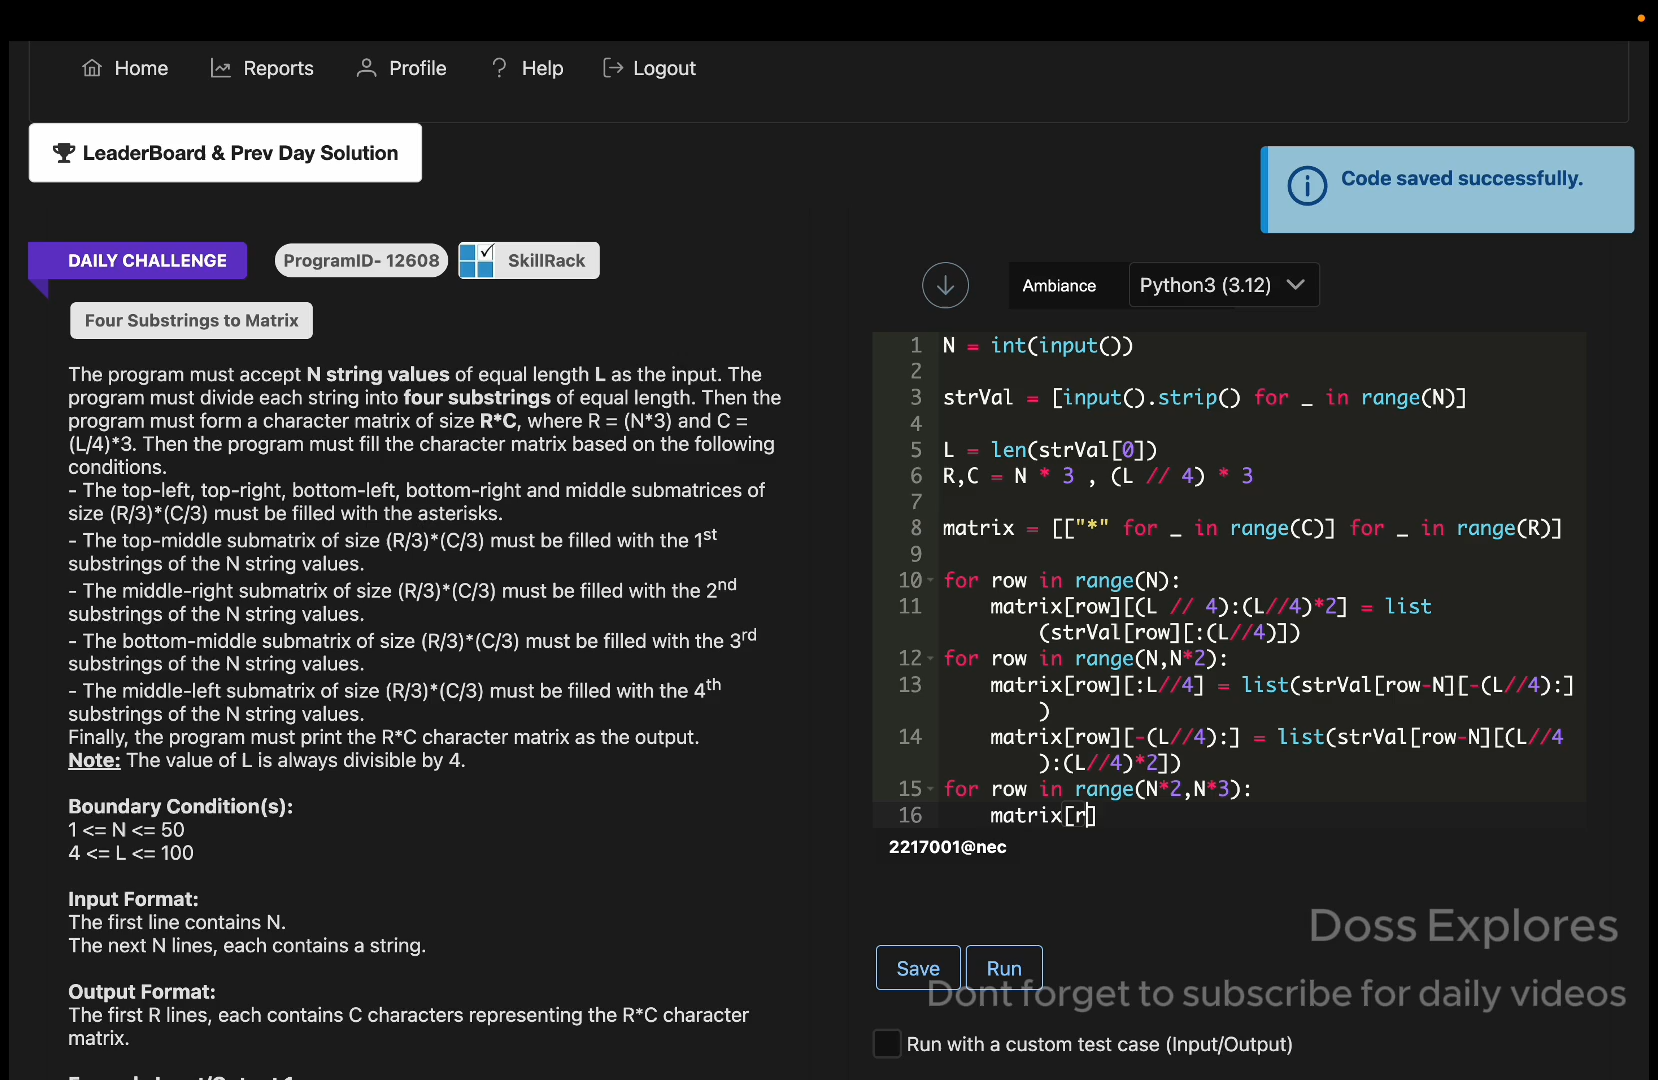 Home Reports Profile ? Help Logout
LeaderBoard & Prev Day Solution
Code saved successfully.
DAILY CHALLENGE ProgramID- 12608 SkillRack
Four Substrings to Matrix
The program must accept N string values of equal length L as the input. The
program must divide each string into four substrings of equal length. Then the
program must form a character matrix of size R*C, where R = (N*3) and C =
(L/4)*3. Then the program must fill the character matrix based on the following
conditions.
- The top-left, top-right, bottom-left, bottom-right and middle submatrices of
size (R/3)*(C/3) must be filled with the asterisks.
- The top-middle submatrix of size (R/3)*(C/3) must be filled with the 1st
substrings of the N string values.
- The middle-right submatrix of size (R/3)*(C/3) must be filled with the 2nd
substrings of the N string values.
- The bottom-middle submatrix of size (R/3)*(C/3) must be filled with the 3rd
substrings of the N string values.
- The middle-left submatrix of size (R/3)*(C/3) must be filled with the 4th
substrings of the N string values.
Finally, the program must print the R*C character matrix as the output.
Note: The value of L is always divisible by 4.
Boundary Condition(s):
1 <= N <= 50
4 <= L <= 100
Input Format:
The first line contains N.
The next N lines, each contains a string.
Output Format:
The first R lines, each contains C characters representing the R*C character
matrix.
Ambiance Python3 (3.12)
1 N = int(input())
2
3 strVal = [input().strip() for _ in range(N)]
4
5 L = len(strVal[0])
6 R,C = N * 3 , (L // 4) * 3
7
8 matrix = [["*" for _ in range(C)] for _ in range(R)]
9
10 for row in range(N):
11 matrix[row][(L // 4):(L//4)*2] = list
(strVal[row][:(L//4)])
12 for row in range(N,N*2):
13 matrix[row][:L//4] = list(strVal[row-N][-(L//4):]
)
14 matrix[row][-(L//4):] = list(strVal[row-N][(L//4
):(L//4)*2])
15 for row in range(N*2,N*3):
16 matrix[r]
2217001@nec
Doss Explores
Save Run
Dont forget to subscribe for daily videos
Run with a custom test case (Input/Output)